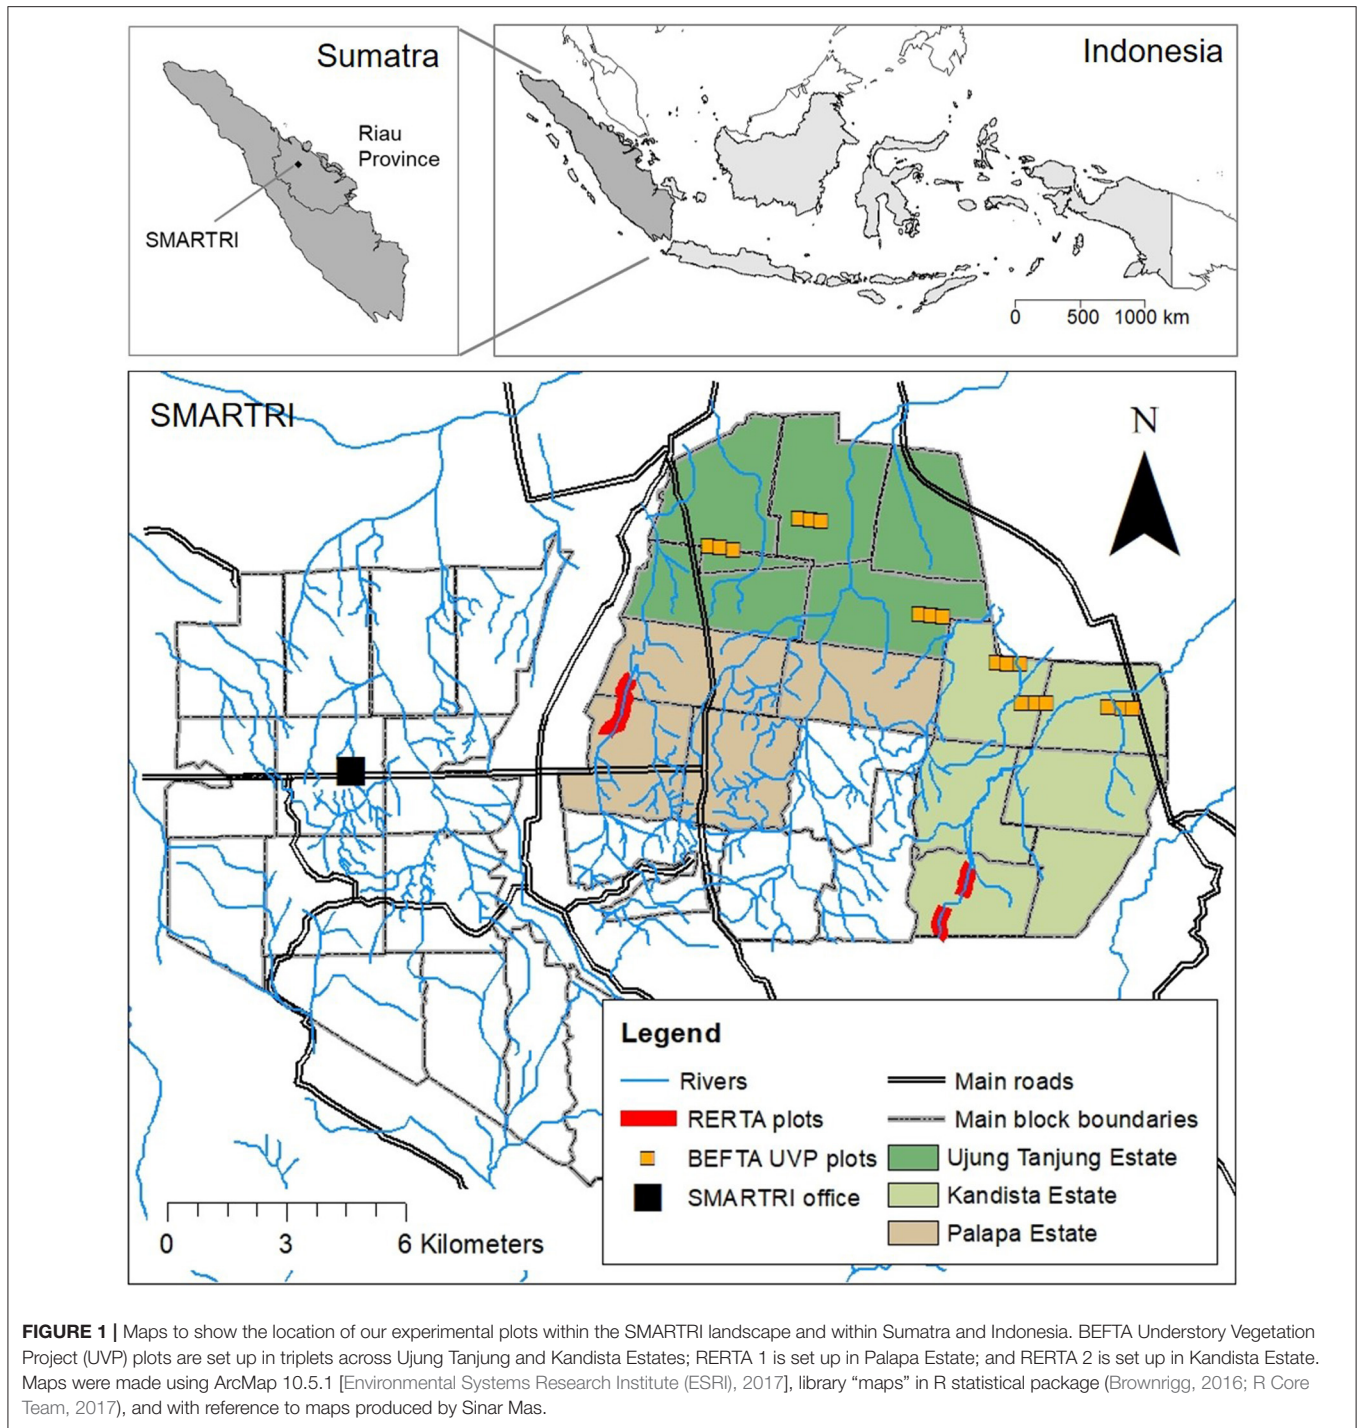 Sumatra
Riau
Province
SMARTRI
Indonesia
0 500 1000 km
SMARTRI
N
Legend
Rivers
RERTA plots
BEFTA UVP plots
SMARTRI office
Main roads
Main block boundaries
Ujung Tanjung Estate
Kandista Estate
Palapa Estate
0 3 6 Kilometers
FIGURE 1 | Maps to show the location of our experimental plots within the SMARTRI landscape and within Sumatra and Indonesia. BEFTA Understory Vegetation
Project (UVP) plots are set up in triplets across Ujung Tanjung and Kandista Estates; RERTA 1 is set up in Palapa Estate; and RERTA 2 is set up in Kandista Estate.
Maps were made using ArcMap 10.5.1 [Environmental Systems Research Institute (ESRI), 2017], library “maps” in R statistical package (Brownrigg, 2016; R Core
Team, 2017), and with reference to maps produced by Sinar Mas.